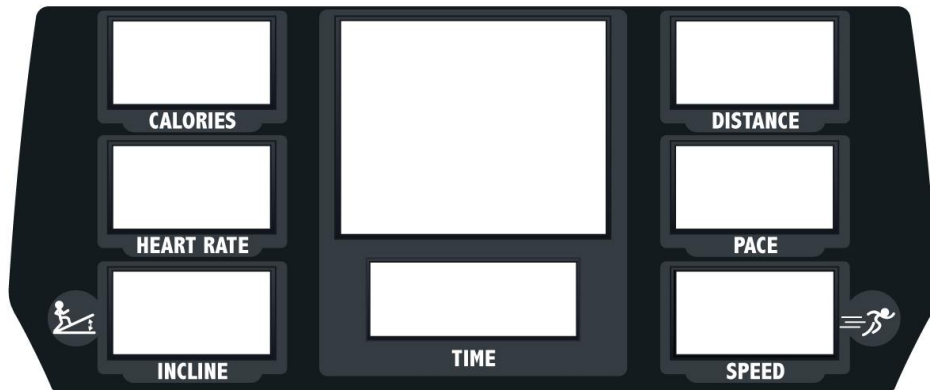 CALORIES
DISTANCE
HEART RATE
PACE
INCLINE
TIME
SPEED